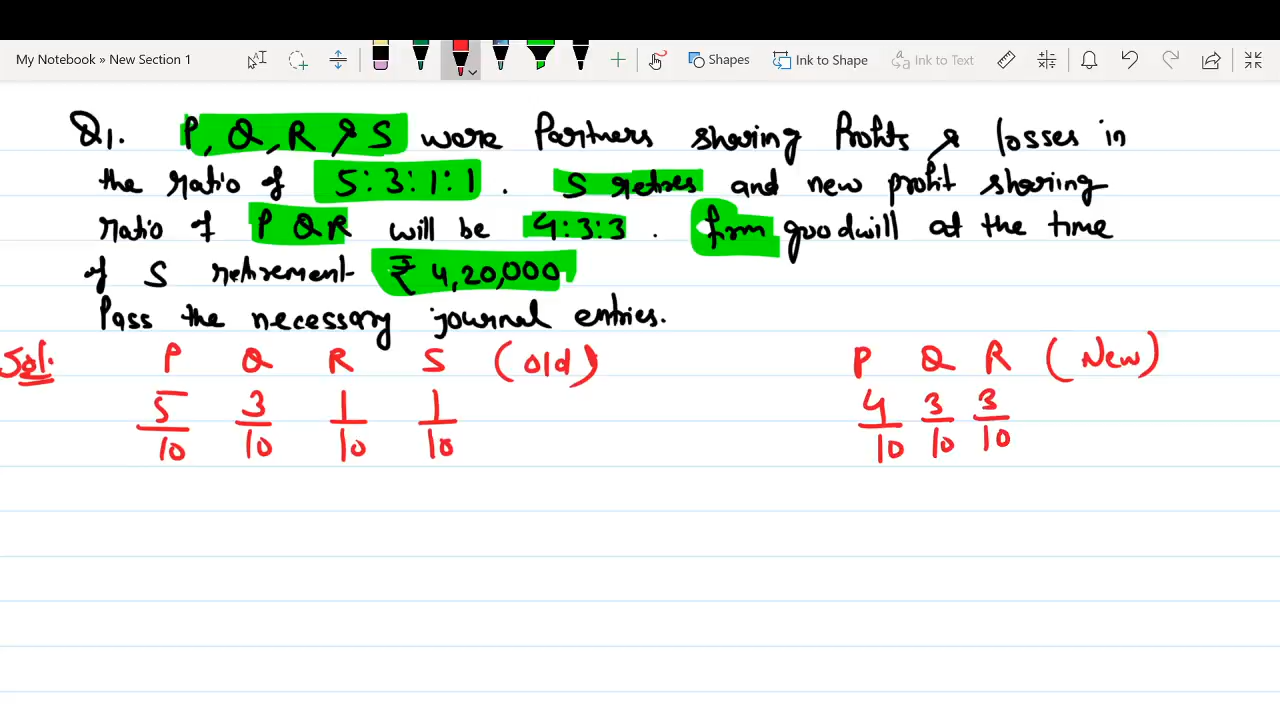 My Notebook » New Section 1
Shapes Ink to Shape Ink to Text
Q1. P, Q, R & S were Partners sharing Profits & losses in
the ratio of 5:3:1:1. S retires and new profit sharing
ratio of P Q R will be 4:3:3. firm goodwill at the time
of S retirement ₹ 4,20,000
Pass the necessary journal entries.
Sol. P Q R S (Old) P Q R (New)
5/10 3/10 1/10 1/10 4/10 3/10 3/10